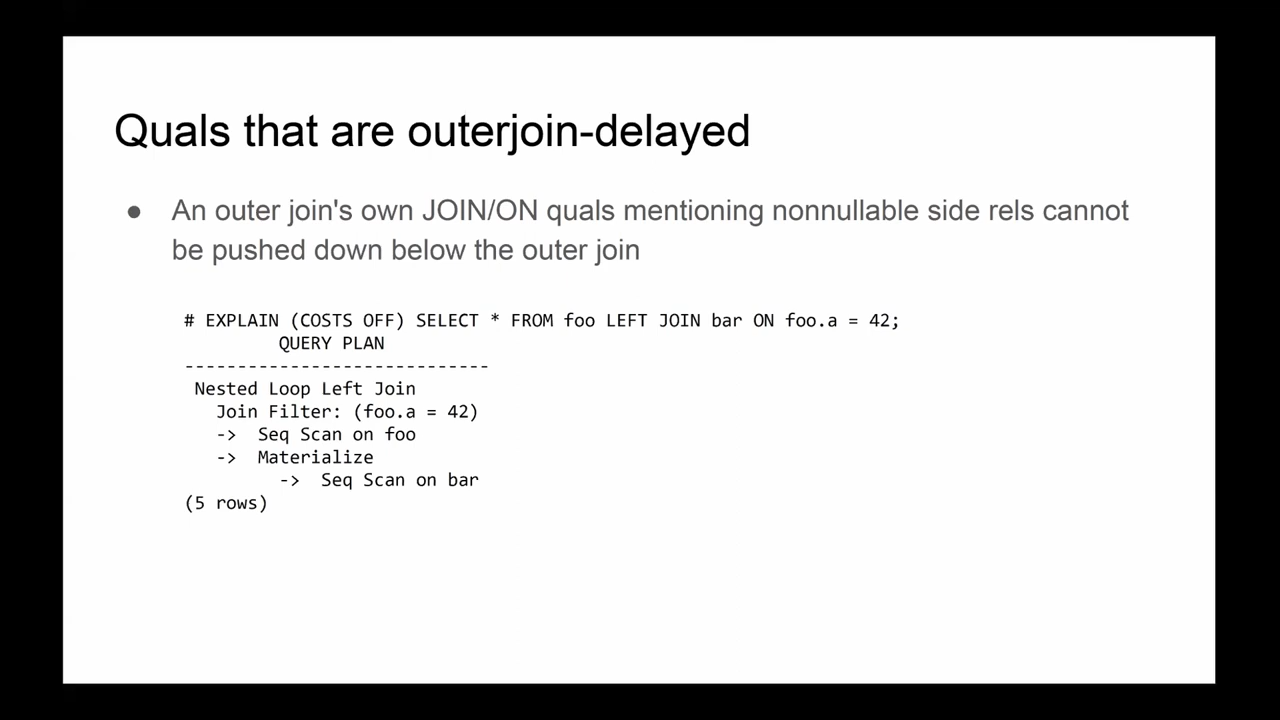 Quals that are outerjoin-delayed
● An outer join's own JOIN/ON quals mentioning nonnullable side rels cannot
be pushed down below the outer join
# EXPLAIN (COSTS OFF) SELECT * FROM foo LEFT JOIN bar ON foo.a = 42;
QUERY PLAN
-----------------------------
Nested Loop Left Join
Join Filter: (foo.a = 42)
-> Seq Scan on foo
-> Materialize
-> Seq Scan on bar
(5 rows)